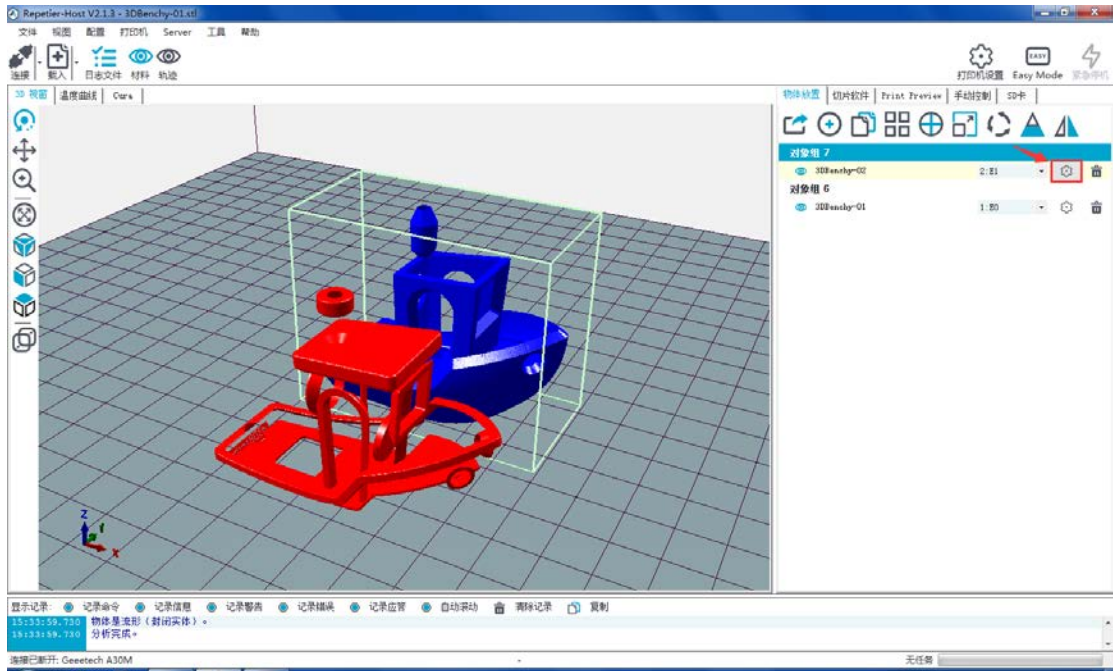 Repetier-Host V2.1.3 - 3DBenchy-01.stl
文件 视图 配置 打印机 Server 工具 帮助
连接 载入 日志文件 材料 轨迹 打印机设置 Easy Mode 紧急停机
EASY
3D 视窗 温度曲线 Cura 物体放置 切片软件 Print Preview 手动控制 SD卡
对象组 7
3DBenchy-02 2:E1
对象组 6
3DBenchy-01 1:E0
Z
Y
X
显示记录: 记录命令 记录信息 记录警告 记录错误 记录应答 自动滚动 清除记录 复制
15:33:59.730 物体是流形(封闭实体)。
15:33:59.730 分析完成。
连接已断开: Geeetech A30M - 无任务